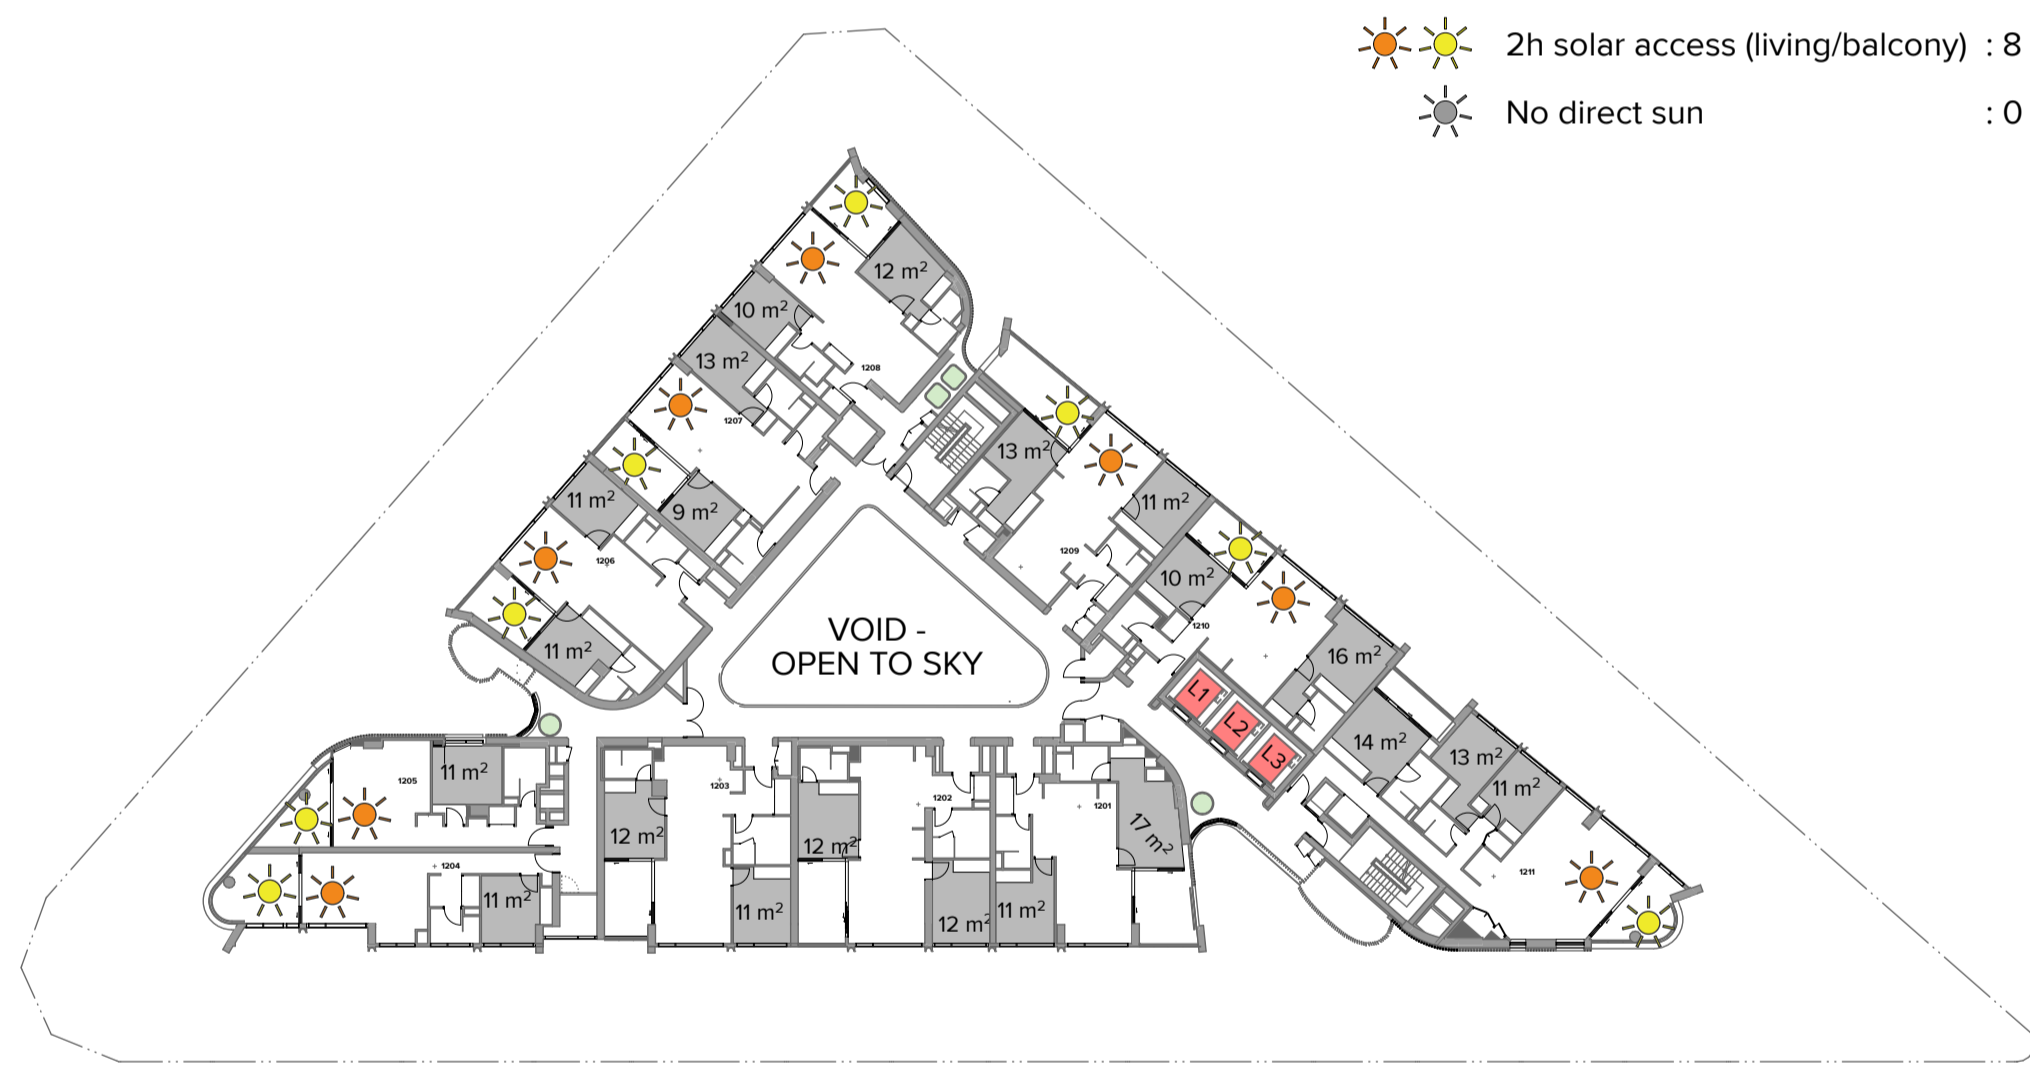 2h solar access (living/balcony) : 8
No direct sun : 0
12 m²
10 m²
13 m²
1208
1207
13 m²
11 m²
9 m²
11 m²
1206
1209
10 m²
1210
VOID -
OPEN TO SKY
11 m²
16 m²
L1
L2
L3
14 m²
13 m²
11 m²
11 m²
1205
1203
1202
1201
12 m²
12 m²
17 m²
1204
11 m²
11 m²
12 m²
11 m²
1211